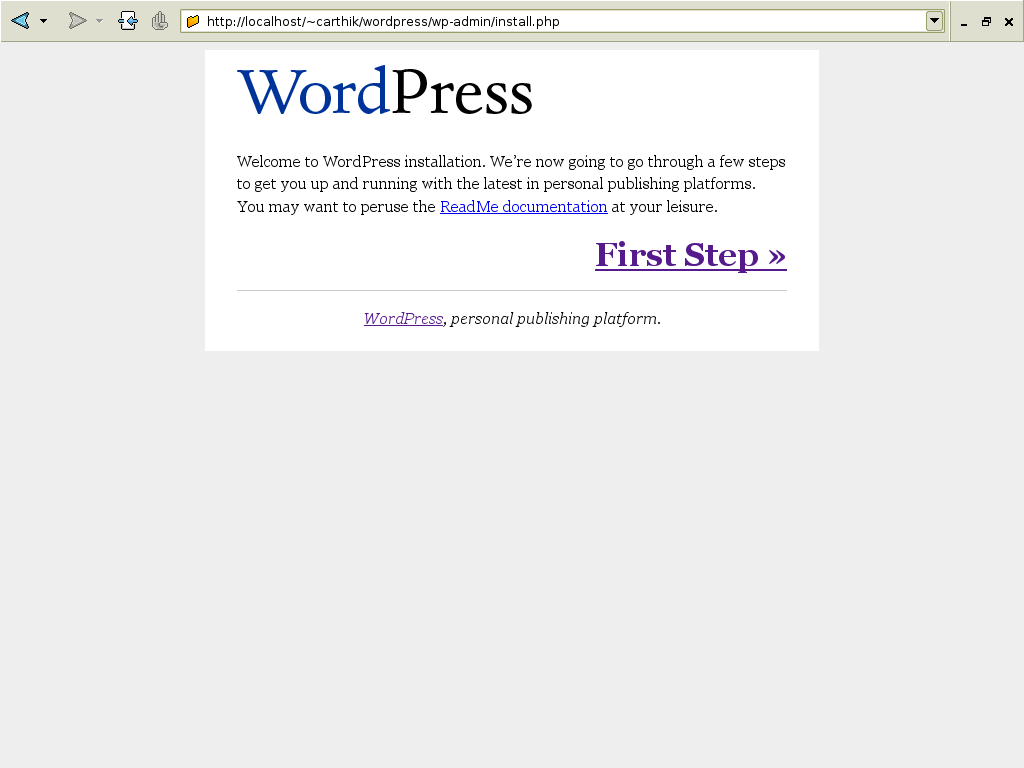 http://localhost/~carthik/wordpress/wp-admin/install.php
WordPress
Welcome to WordPress installation. We’re now going to go through a few steps
to get you up and running with the latest in personal publishing platforms.
You may want to peruse the ReadMe documentation at your leisure.
First Step »
WordPress, personal publishing platform.